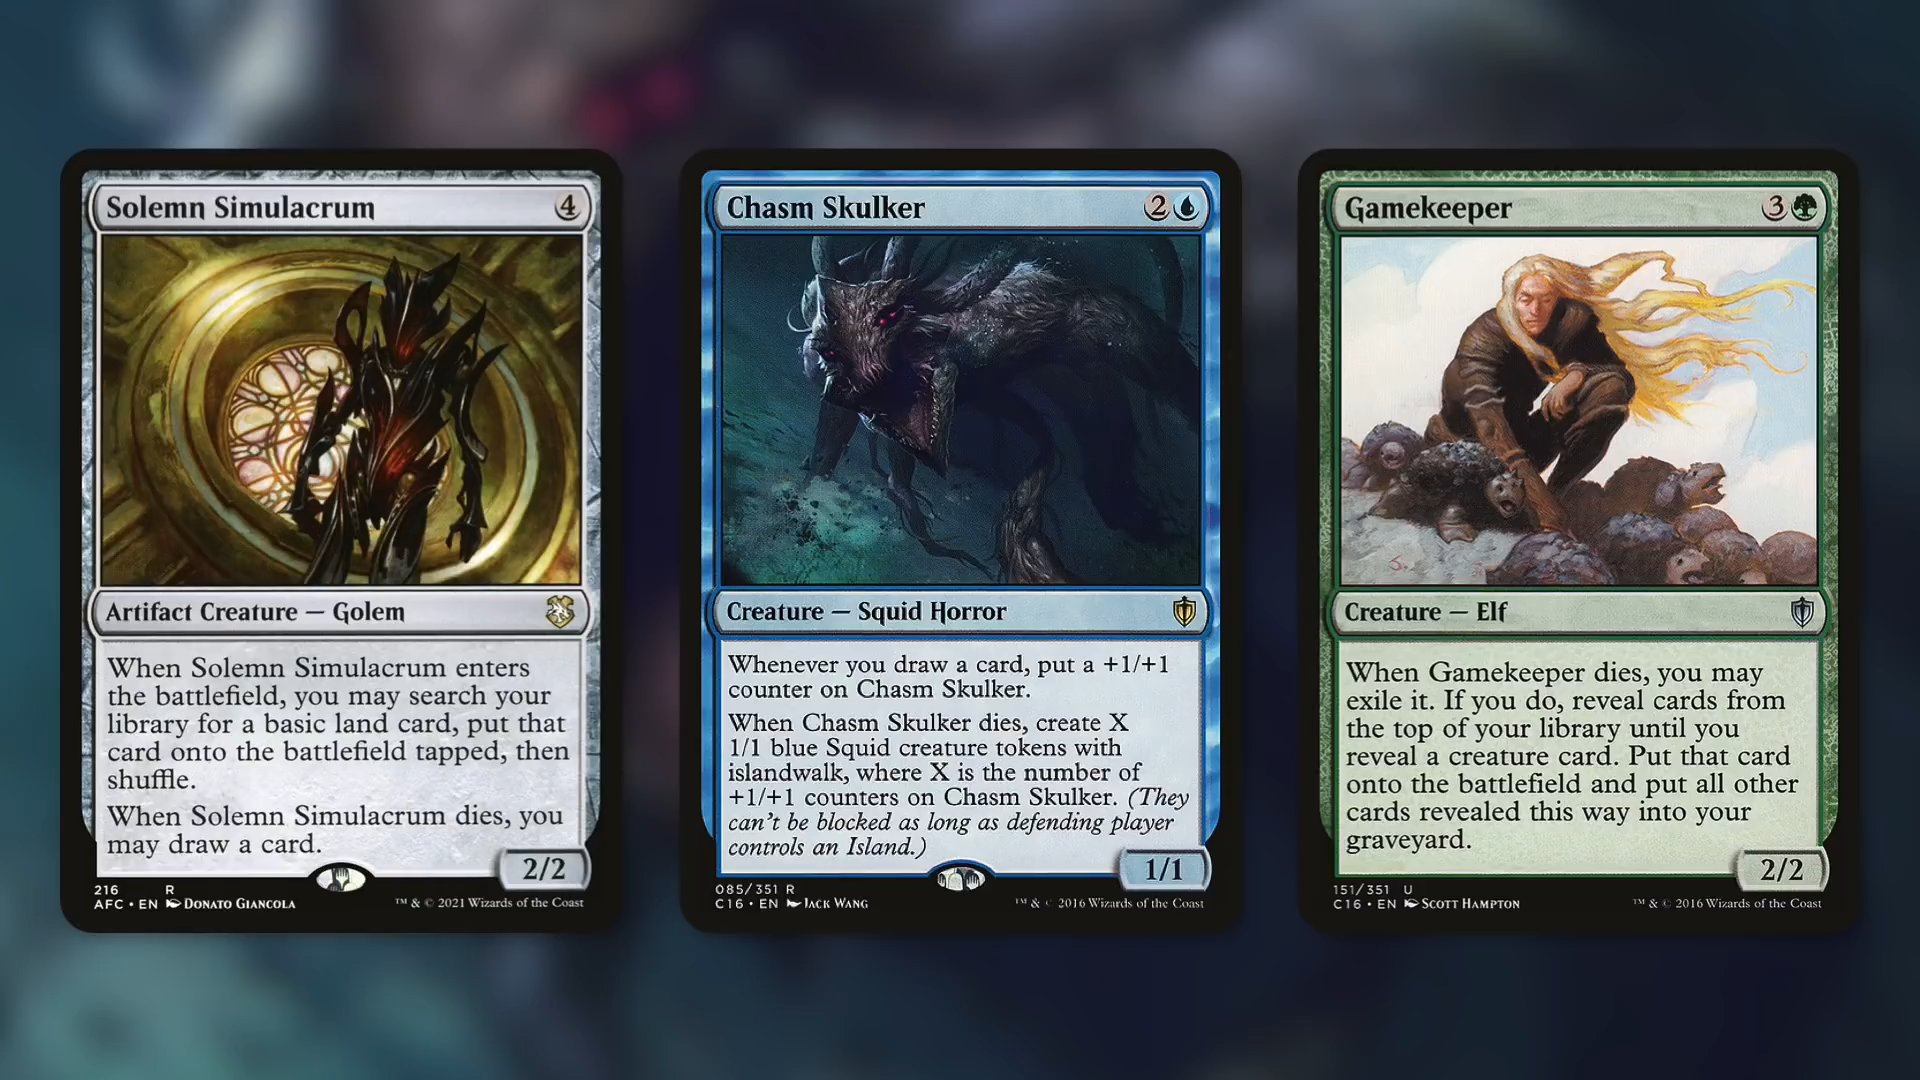 Solemn Simulacrum 4
Artifact Creature — Golem
When Solemn Simulacrum enters
the battlefield, you may search your
library for a basic land card, put that
card onto the battlefield tapped, then
shuffle.
When Solemn Simulacrum dies, you
may draw a card.
2/2
216 R
AFC • EN Donato Giancola
™ & © 2021 Wizards of the Coast
Chasm Skulker 2
Creature — Squid Horror
Whenever you draw a card, put a +1/+1
counter on Chasm Skulker.
When Chasm Skulker dies, create X
1/1 blue Squid creature tokens with
islandwalk, where X is the number of
+1/+1 counters on Chasm Skulker. (They
can't be blocked as long as defending player
controls an Island.)
1/1
085/351 R
C16 • EN Jack Wang
™ & © 2016 Wizards of the Coast
Gamekeeper 3
Creature — Elf
When Gamekeeper dies, you may
exile it. If you do, reveal cards from
the top of your library until you
reveal a creature card. Put that card
onto the battlefield and put all other
cards revealed this way into your
graveyard.
2/2
151/351 U
C16 • EN Scott Hampton
™ & © 2016 Wizards of the Coast